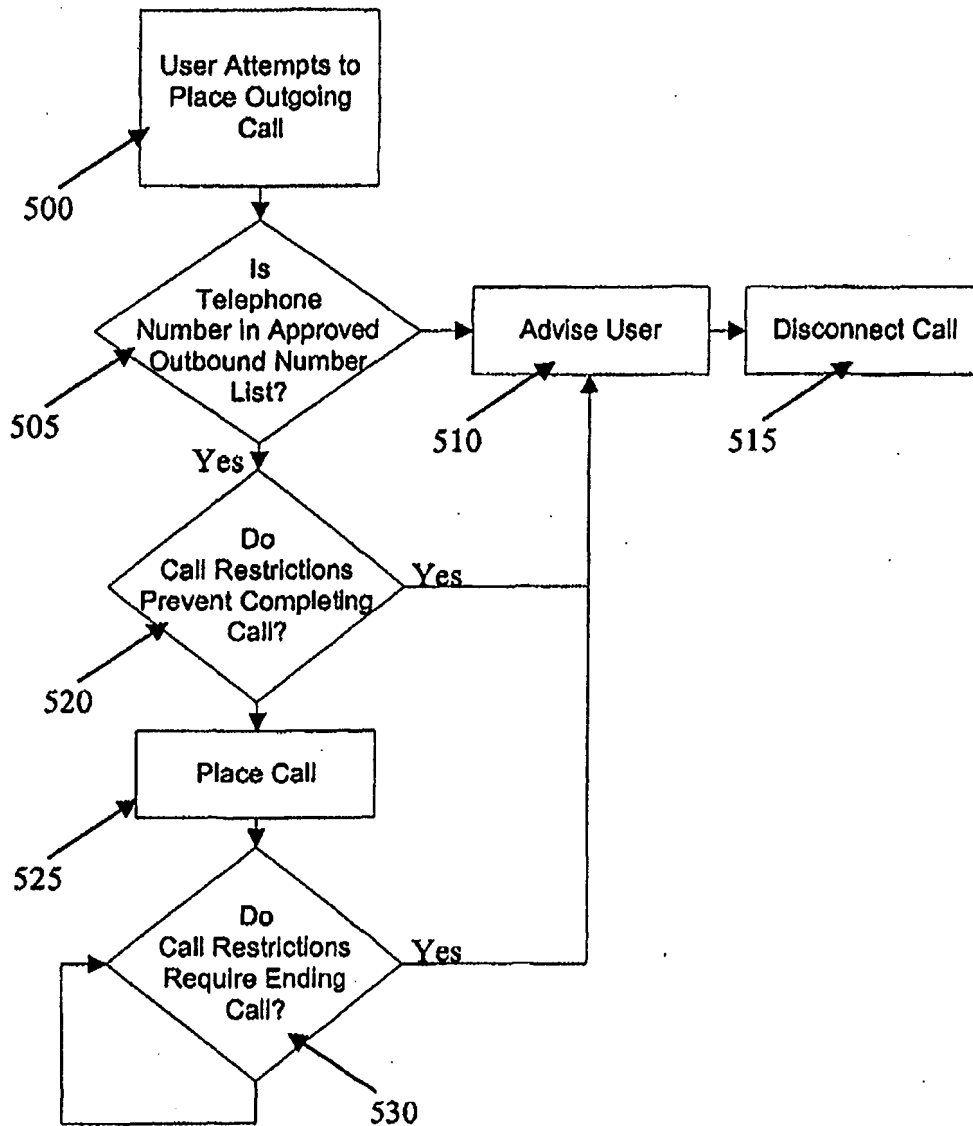 User Attempts to
Place Outgoing
Call
500
Is
Telephone
Number In Approved
Outbound Number
List?
505
Advise User
510
Disconnect Call
515
Yes
Do
Call Restrictions
Prevent Completing
Call?
Yes
520
Place Call
525
Do
Call Restrictions
Require Ending
Call?
Yes
530